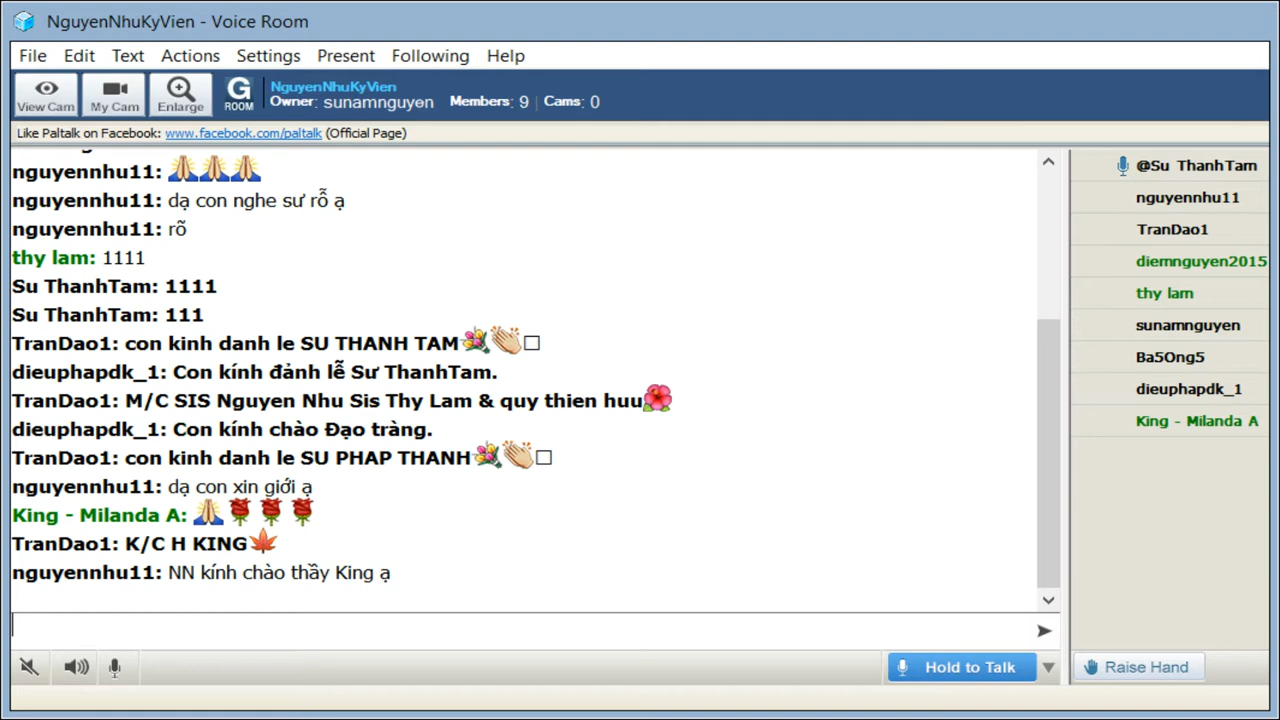 NguyenNhuKyVien - Voice Room
File Edit Text Actions Settings Present Following Help
View Cam My Cam Enlarge G ROOM
NguyenNhuKyVien
Owner: sunamnguyen Members: 9 | Cams: 0
Like Paltalk on Facebook: www.facebook.com/paltalk (Official Page)
nguyennhu11: 🙏🙏🙏
nguyennhu11: dạ con nghe sư rỗ ạ
nguyennhu11: rõ
thy lam: 1111
Su ThanhTam: 1111
Su ThanhTam: 111
TranDao1: con kinh danh le SU THANH TAM💐👏□
dieuphapdk_1: Con kính đảnh lễ Sư ThanhTam.
TranDao1: M/C SIS Nguyen Nhu Sis Thy Lam & quy thien huu🌺
dieuphapdk_1: Con kính chào Đạo tràng.
TranDao1: con kinh danh le SU PHAP THANH💐👏□
nguyennhu11: dạ con xin giới ạ
King - Milanda A: 🙏🌹🌹🌹
TranDao1: K/C H KING🍁
nguyennhu11: NN kính chào thầy King ạ
@Su ThanhTam
nguyennhu11
TranDao1
diemnguyen2015
thy lam
sunamnguyen
Ba5Ong5
dieuphapdk_1
King - Milanda A
Hold to Talk
Raise Hand